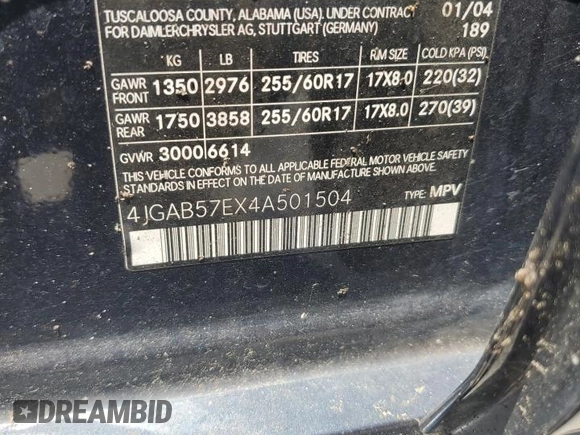 TUSCALOOSA COUNTY, ALABAMA (USA). UNDER CONTRACT 01/04
FOR DAIMLERCHRYSLER AG, STUTTGART (GERMANY) 189
KG LB TIRES RIM SIZE COLD KPA (PSI)
GAWR FRONT 1350 2976 255/60R17 17X8.0 220(32)
GAWR REAR 1750 3858 255/60R17 17X8.0 270(39)
GVWR 3000 6614
THIS VEHICLE CONFORMS TO ALL APPLICABLE FEDERAL MOTOR VEHICLE SAFETY
STANDARDS IN EFFECT ON THE DATE OF MANUFACTURE SHOWN ABOVE.
4JGAB57EX4A501504 TYPE: MPV
DREAMBID